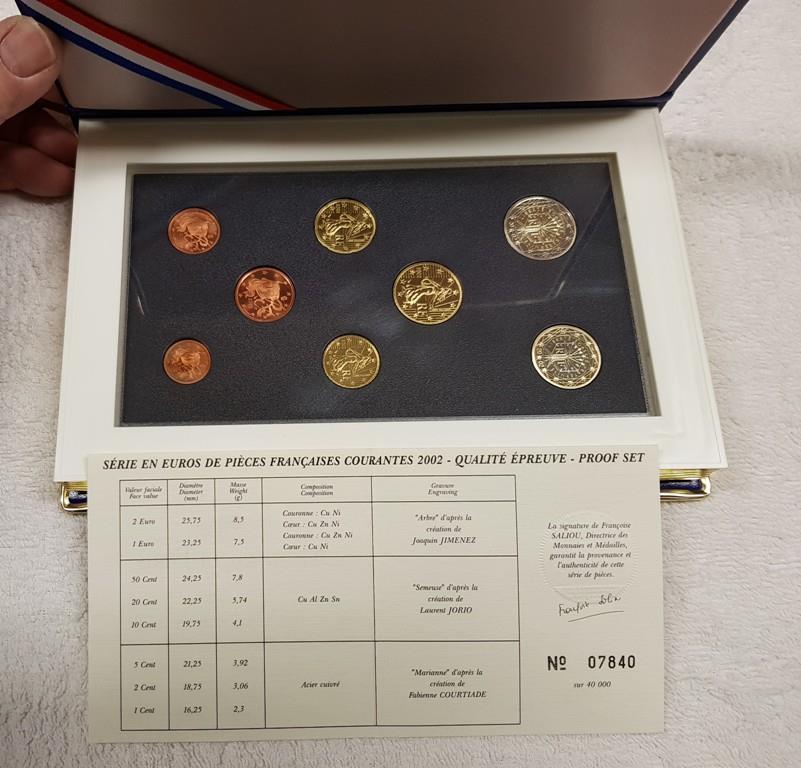 SÉRIE EN EUROS DE PIÈCES FRANÇAISES COURANTES 2002 - QUALITÉ ÉPREUVE - PROOF SET
Valeur faciale Diamètre Masse Composition Gravure
Face value Diameter Weight Composition Engraving
(mm) (g)
2 Euro 25,75 8,5 Couronne : Cu Ni "Arbre" d'après la
Cœur : Cu Zn Ni création de
1 Euro 23,25 7,5 Couronne : Cu Zn Ni Joaquin JIMENEZ
Cœur : Cu Ni
50 Cent 24,25 7,8
20 Cent 22,25 5,74 Cu Al Zn Sn "Semeuse" d'après la
création de
10 Cent 19,75 4,1 Laurent JORIO
5 Cent 21,25 3,92 "Marianne" d'après la
2 Cent 18,75 3,06 Acier cuivré création de
Fabienne COURTIADE
1 Cent 16,25 2,3
La signature de Françoise
SALIOU, Directrice des
Monnaies et Médailles,
garantit la provenance et
l'authenticité de cette
série de pièces.
Nº 07840
sur 40 000